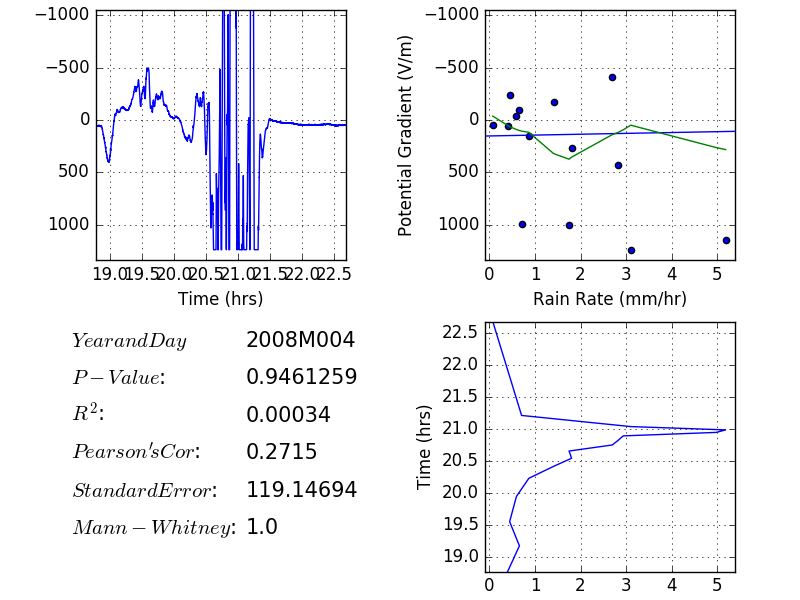 −1000
−500
0
500
1000
19.0 19.5 20.0 20.5 21.0 21.5 22.0 22.5
Time (hrs)
−1000
−500
0
500
1000
Potential Gradient (V/m)
0 1 2 3 4 5
Rain Rate (mm/hr)
YearandDay 2008M004
P−Value: 0.9461259
R²: 0.00034
Pearson'sCor: 0.2715
StandardError: 119.14694
Mann−Whitney: 1.0
22.5
22.0
21.5
21.0
20.5
20.0
19.5
19.0
Time (hrs)
0 1 2 3 4 5